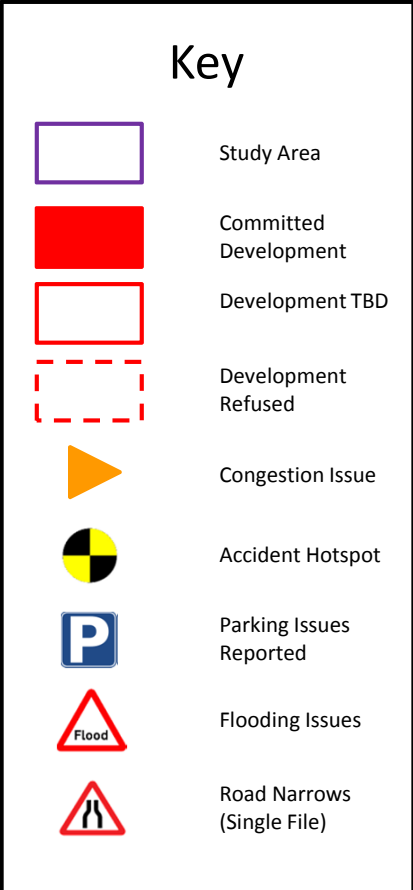 Key
Study Area
Committed
Development
Development TBD
Development
Refused
Congestion Issue
Accident Hotspot
P
Parking Issues
Reported
Flood
Flooding Issues
Road Narrows
(Single File)